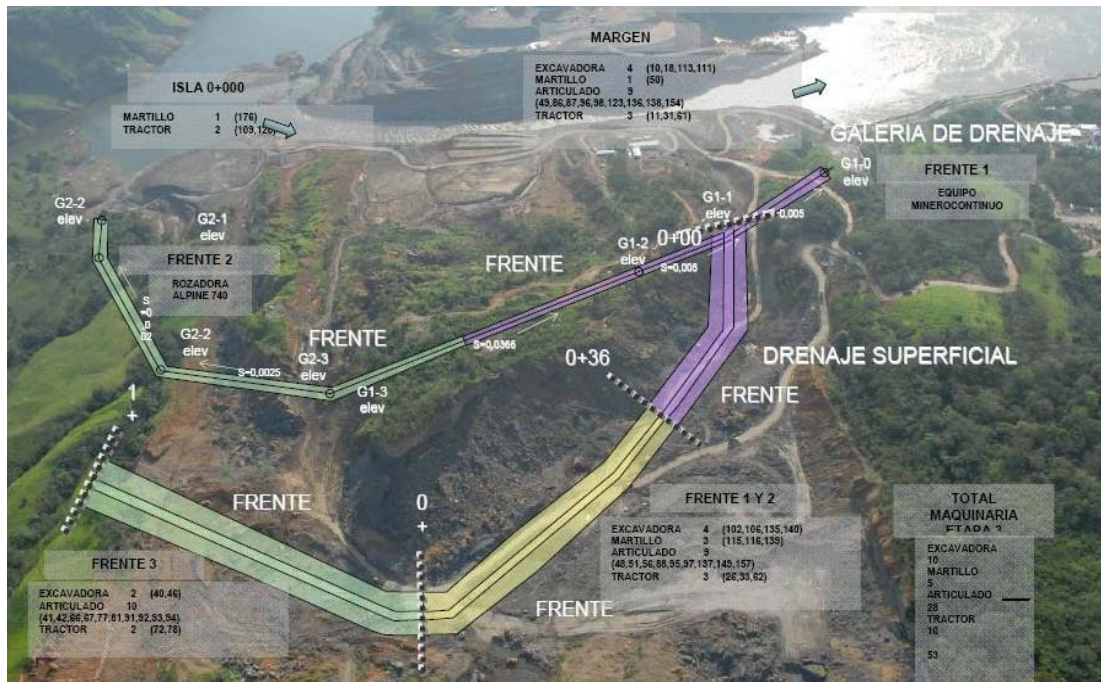 MARGEN
EXCAVADORA 4 (10,18,113,111)
MARTILLO 1 (50)
ARTICULADO 9
(49,86,87,96,98,123,136,138,154)
TRACTOR 3 (11,31,61)
ISLA 0+000
MARTILLO 1 (176)
TRACTOR 2 (109,126)
GALERIA DE DRENAJE
G1-0
elev
FRENTE 1
EQUIPO
MINEROCONTINUO
G2-2
elev
G2-1
elev
G1-1
elev
S=0,005
0+00
G1-2
elev
S=0,005
FRENTE
FRENTE 2
ROZADORA
ALPINE 740
S
=0
,0
02
FRENTE
S=0,0366
G2-2
elev
S=0,0025
G2-3
elev
G1-3
elev
0+36
DRENAJE SUPERFICIAL
FRENTE
1
+
FRENTE
0
+
FRENTE 1 Y 2
EXCAVADORA 4 (102,106,135,140)
MARTILLO 3 (115,116,139)
ARTICULADO 9
(48,51,56,88,95,97,137,149,157)
TRACTOR 3 (26,33,62)
TOTAL
MAQUINARIA
ETAPA 3
EXCAVADORA
10
MARTILLO
5
ARTICULADO
28
TRACTOR
10
53
FRENTE 3
EXCAVADORA 2 (40,46)
ARTICULADO 10
(41,42,66,67,77,81,91,92,93,94)
TRACTOR 2 (72,78)
FRENTE